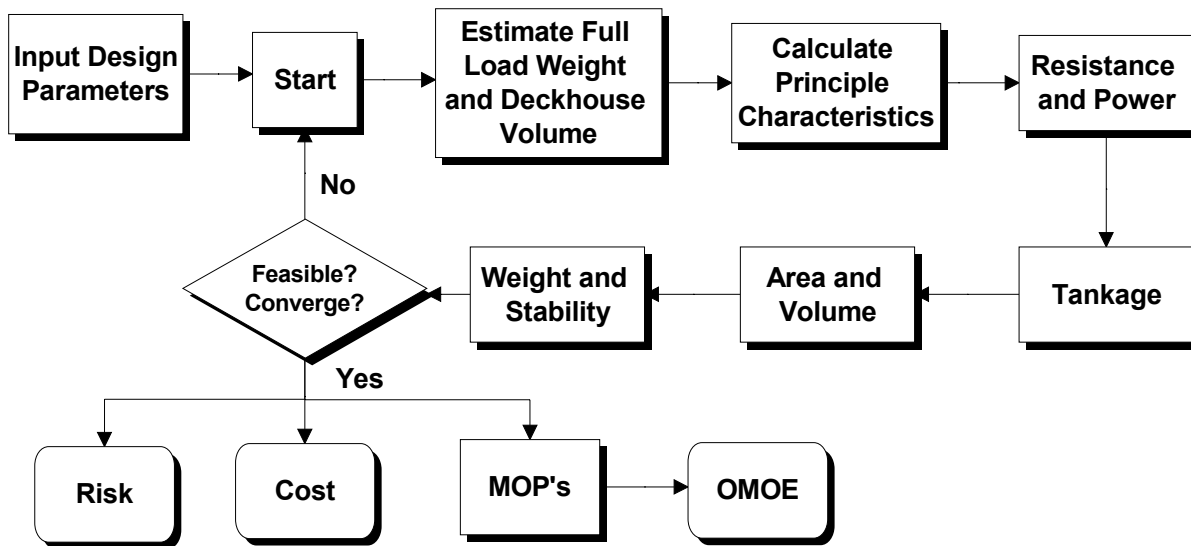 Input Design
Parameters
Start
Estimate Full
Load Weight
and Deckhouse
Volume
Calculate
Principle
Characteristics
Resistance
and Power
No
Feasible?
Converge?
Weight and
Stability
Area and
Volume
Tankage
Yes
Risk
Cost
MOP's
OMOE